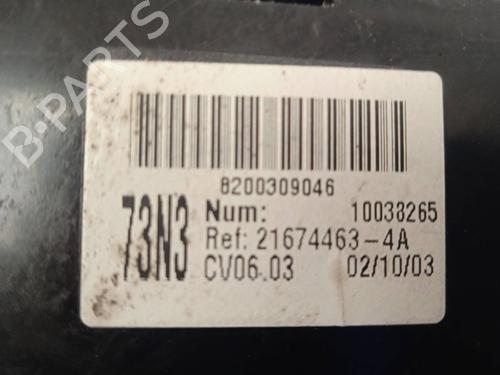 B-PARTS
8200309046
73N3
Num: 10038265
Ref: 21674463-4A
CV06.03 02/10/03